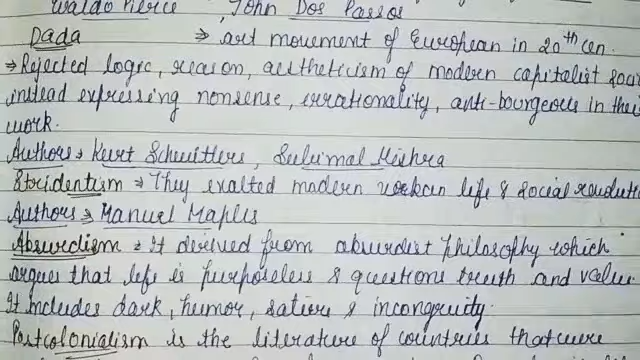 Waldo Pierce , John Dos Passos
Dada ⇒ art movement of European in 20th cen.
⇒ Rejected logic, reason, aestheticism of modern capitalist
instead expressing nonsense, irrationality, anti-bourgeous in their
work.
Authors ⇒ Kurt Schwitters, Mishra
Stridentism ⇒ They exalted modern life & social revolution
Authors ⇒ Manuel Maples
Absurdism ⇒ It derived from absurdist philosophy which
argues that life is purposeless & questions truth and value.
It includes dark, humor, satire & incongruity.
Postcolonialism is the literature of countries that were